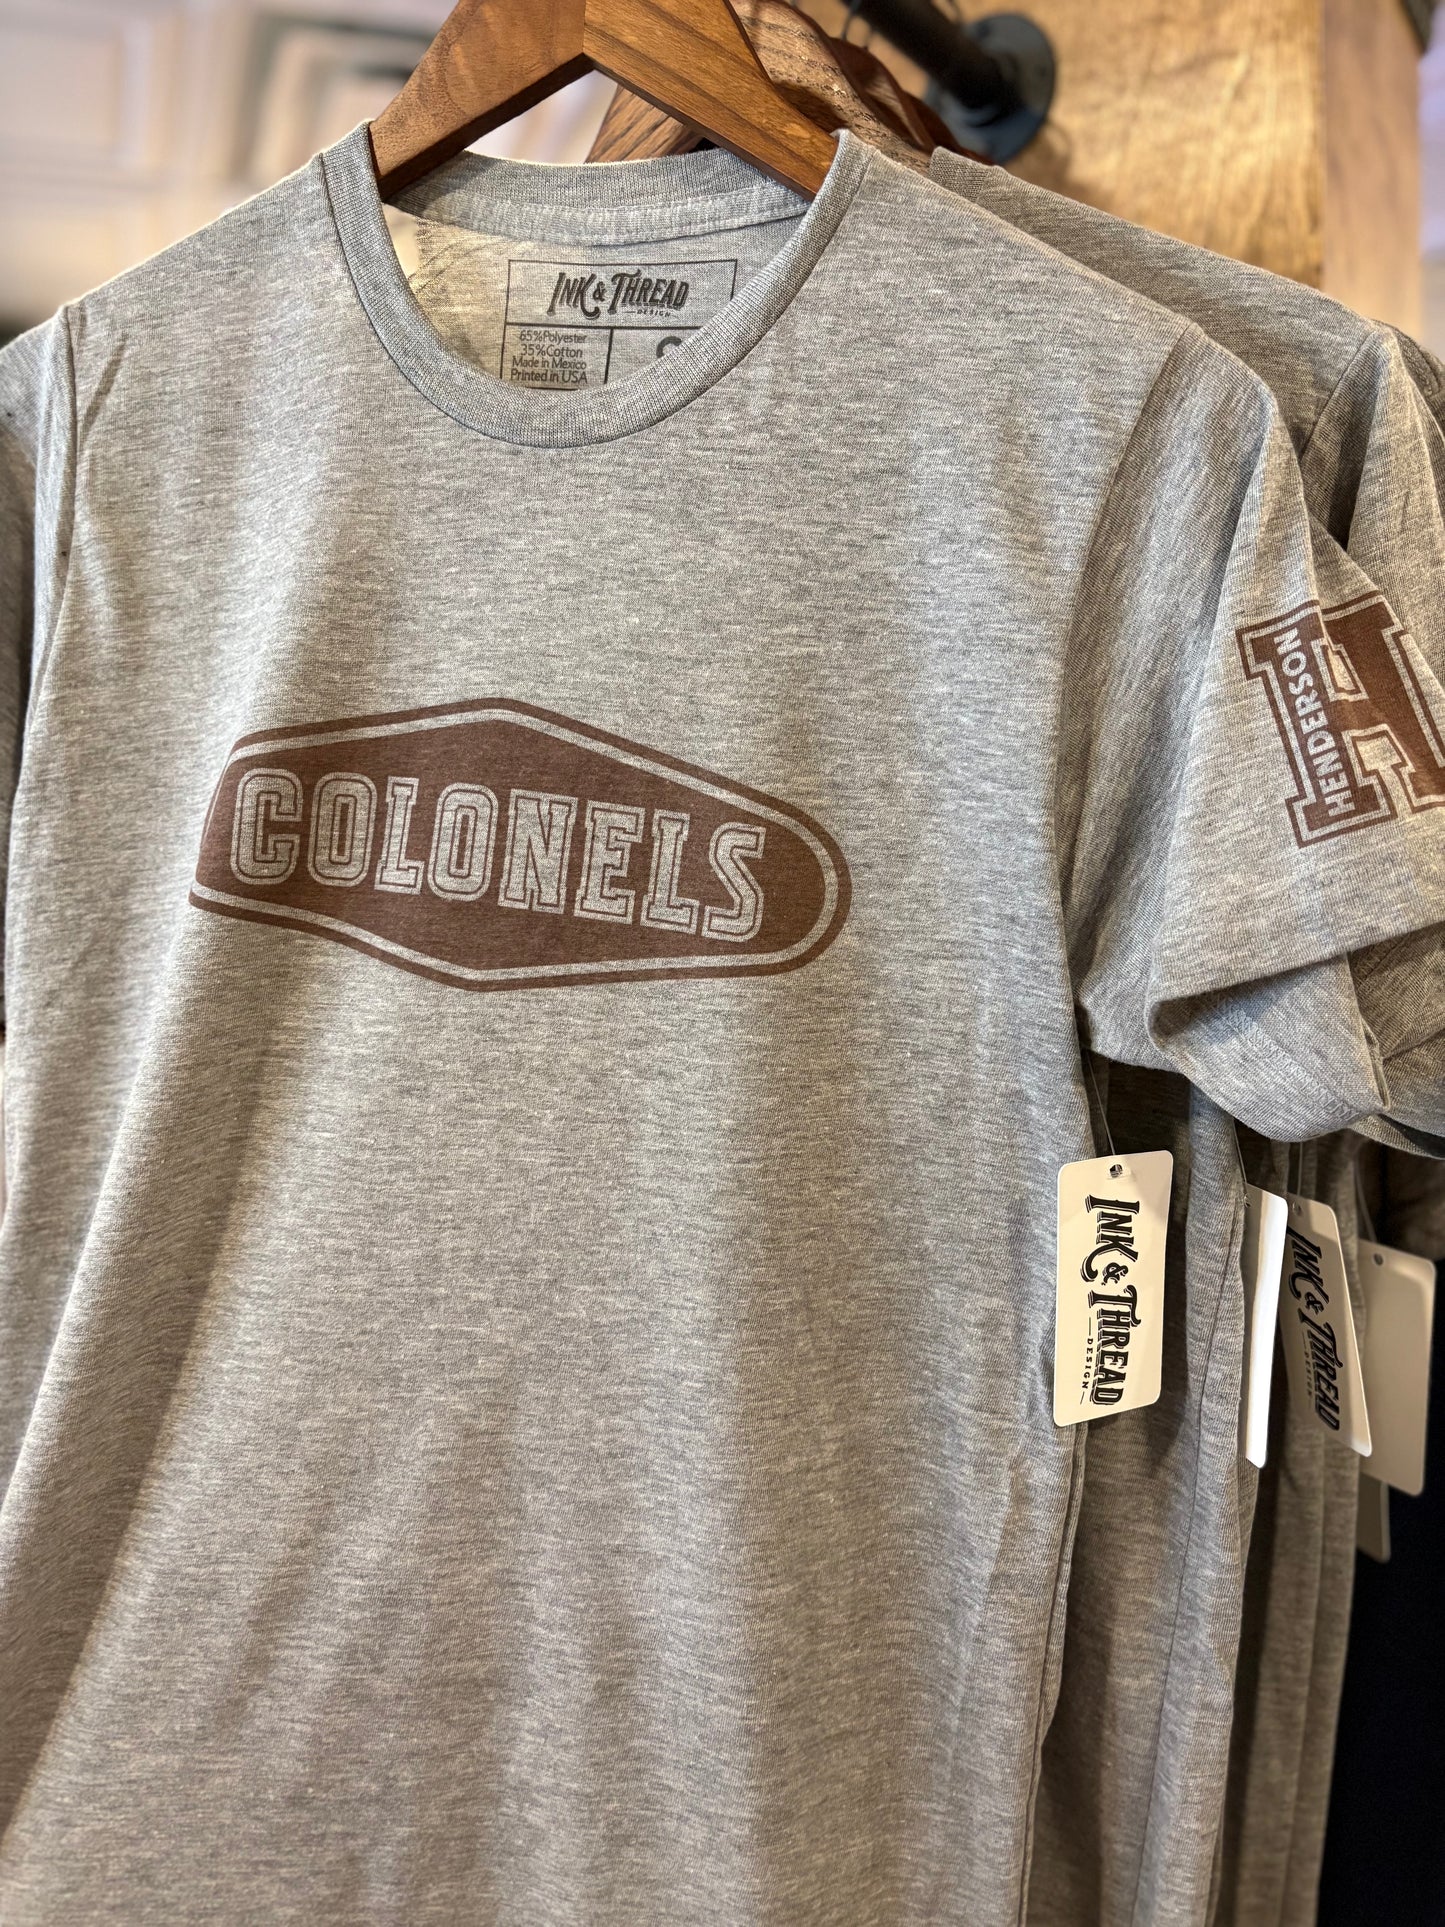 INK & THREAD
DESIGN
65%Polyester
35%Cotton
Made in Mexico
Printed in USA
COLONELS
HENDERSON
H
INK & THREAD
DESIGN
INK & THREAD
DESIGN